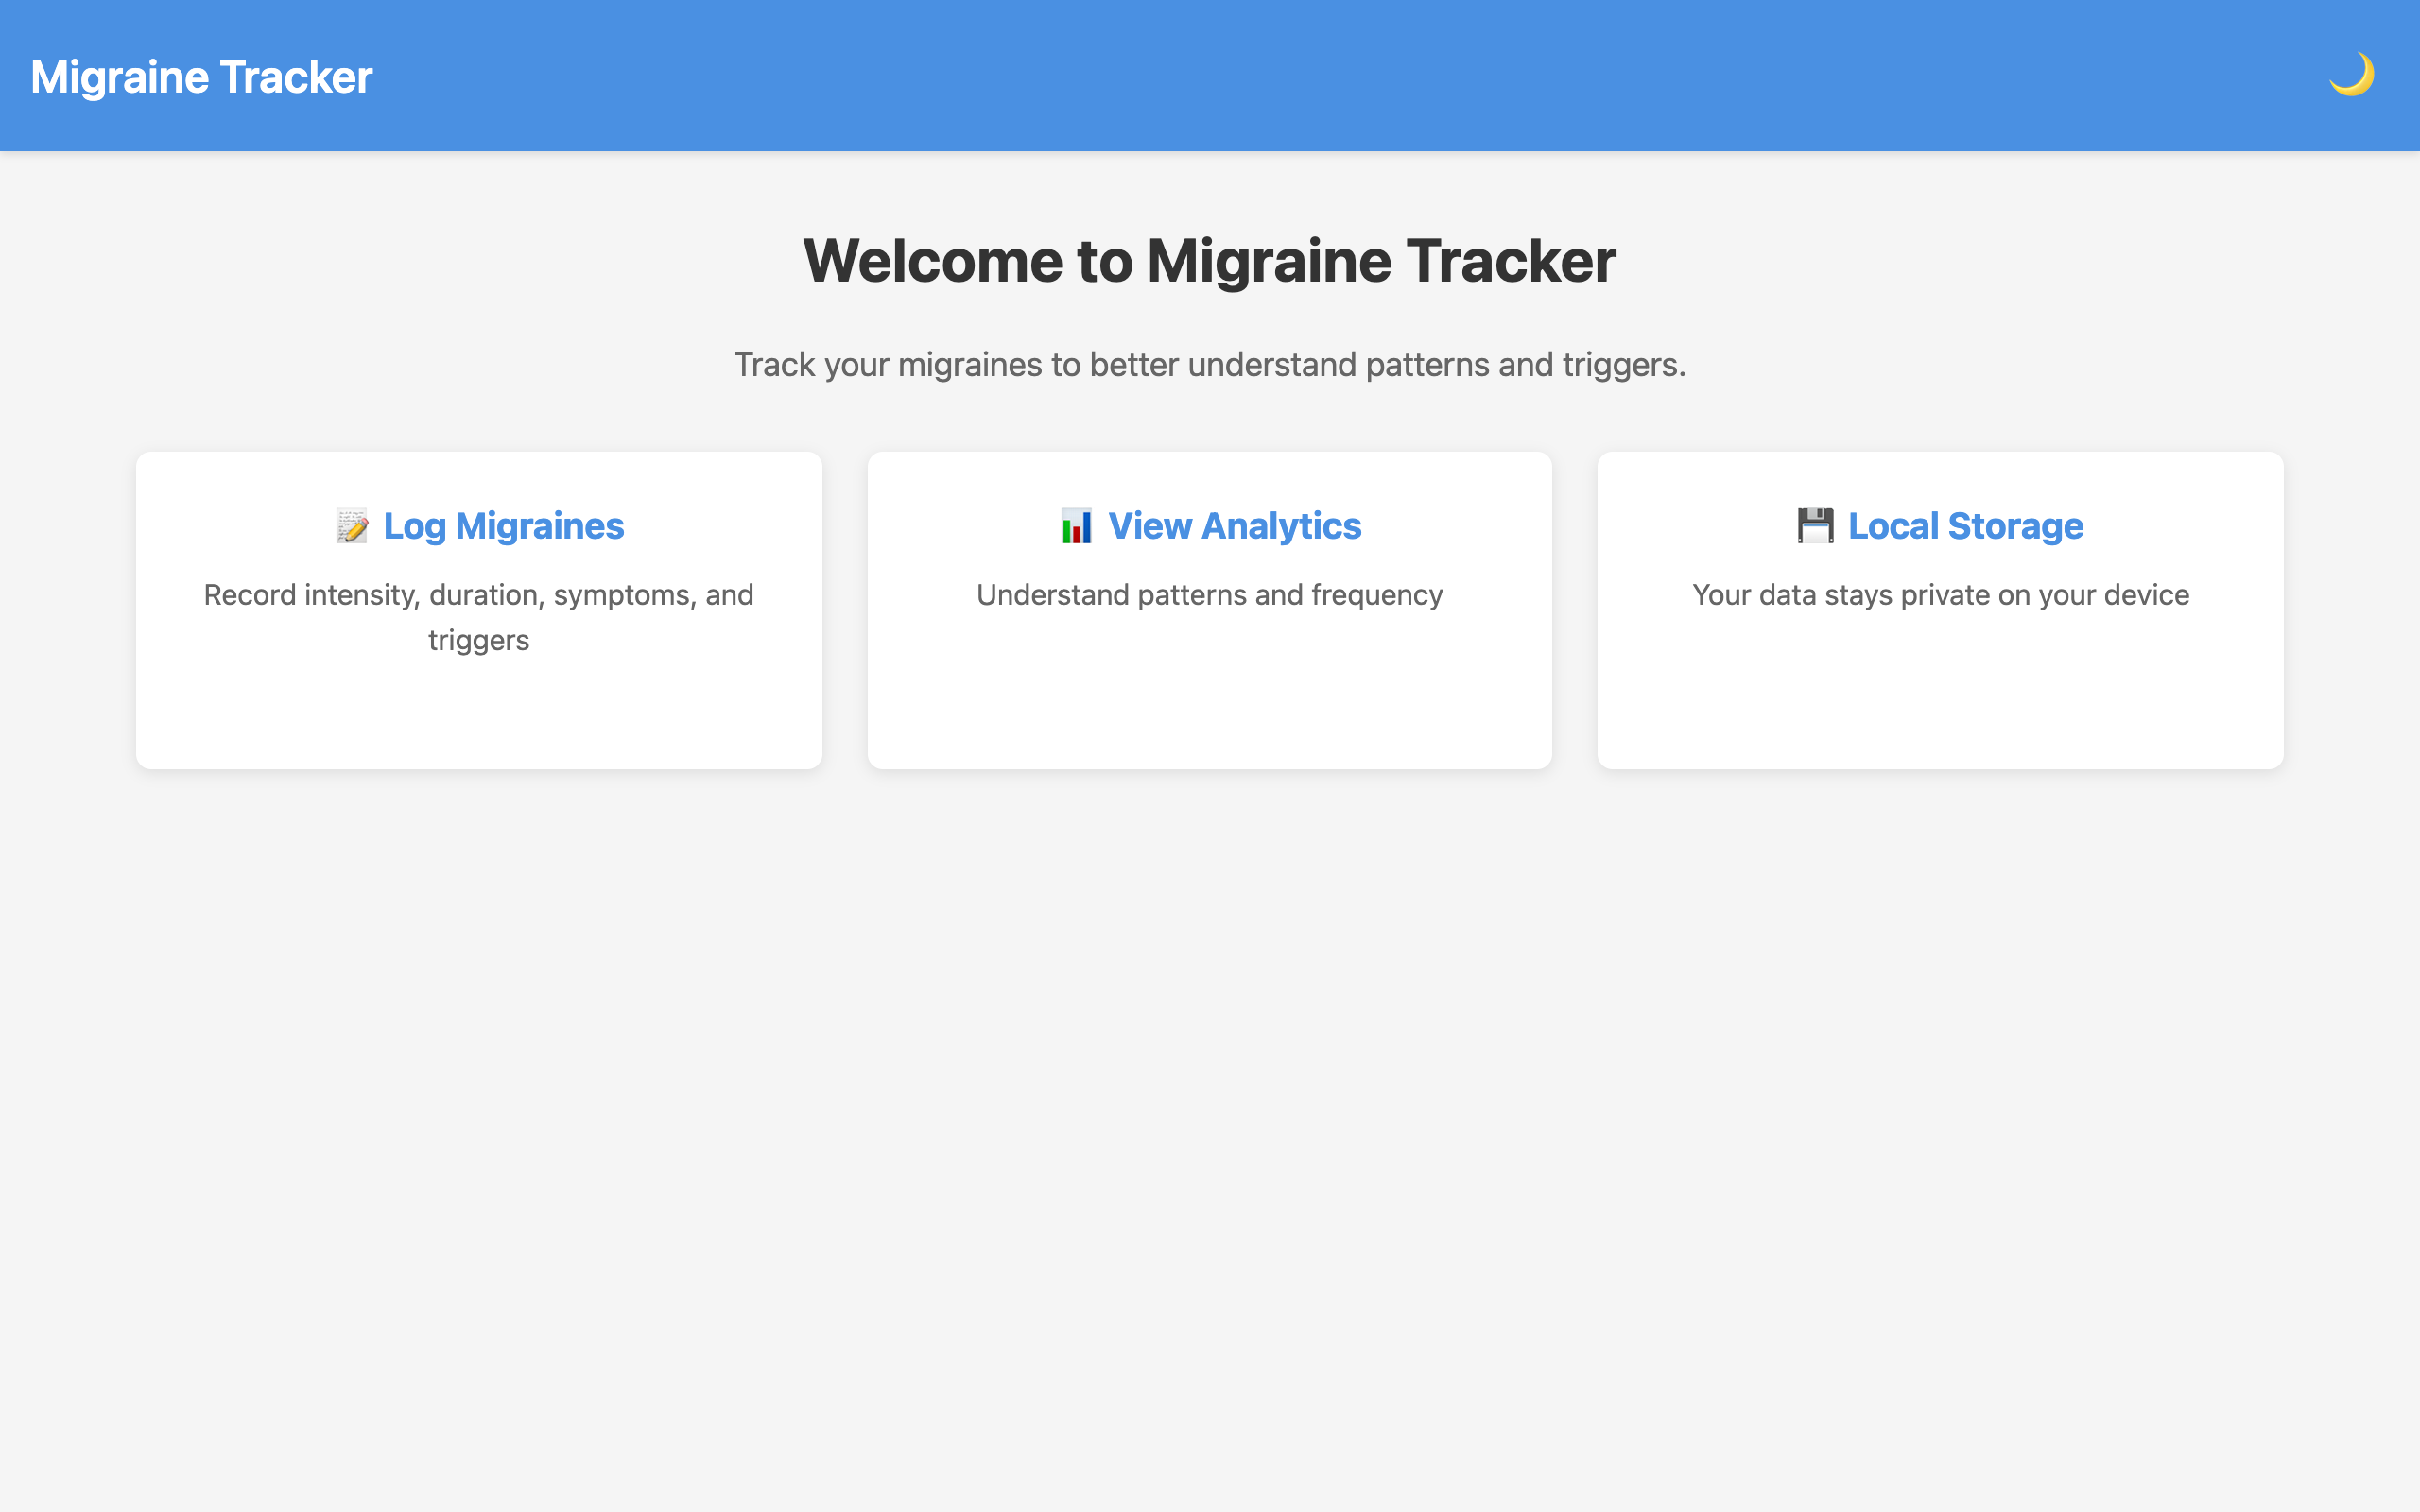 Migraine Tracker
Welcome to Migraine Tracker
Track your migraines to better understand patterns and triggers.
Log Migraines
Record intensity, duration, symptoms, and
triggers
View Analytics
Understand patterns and frequency
Local Storage
Your data stays private on your device